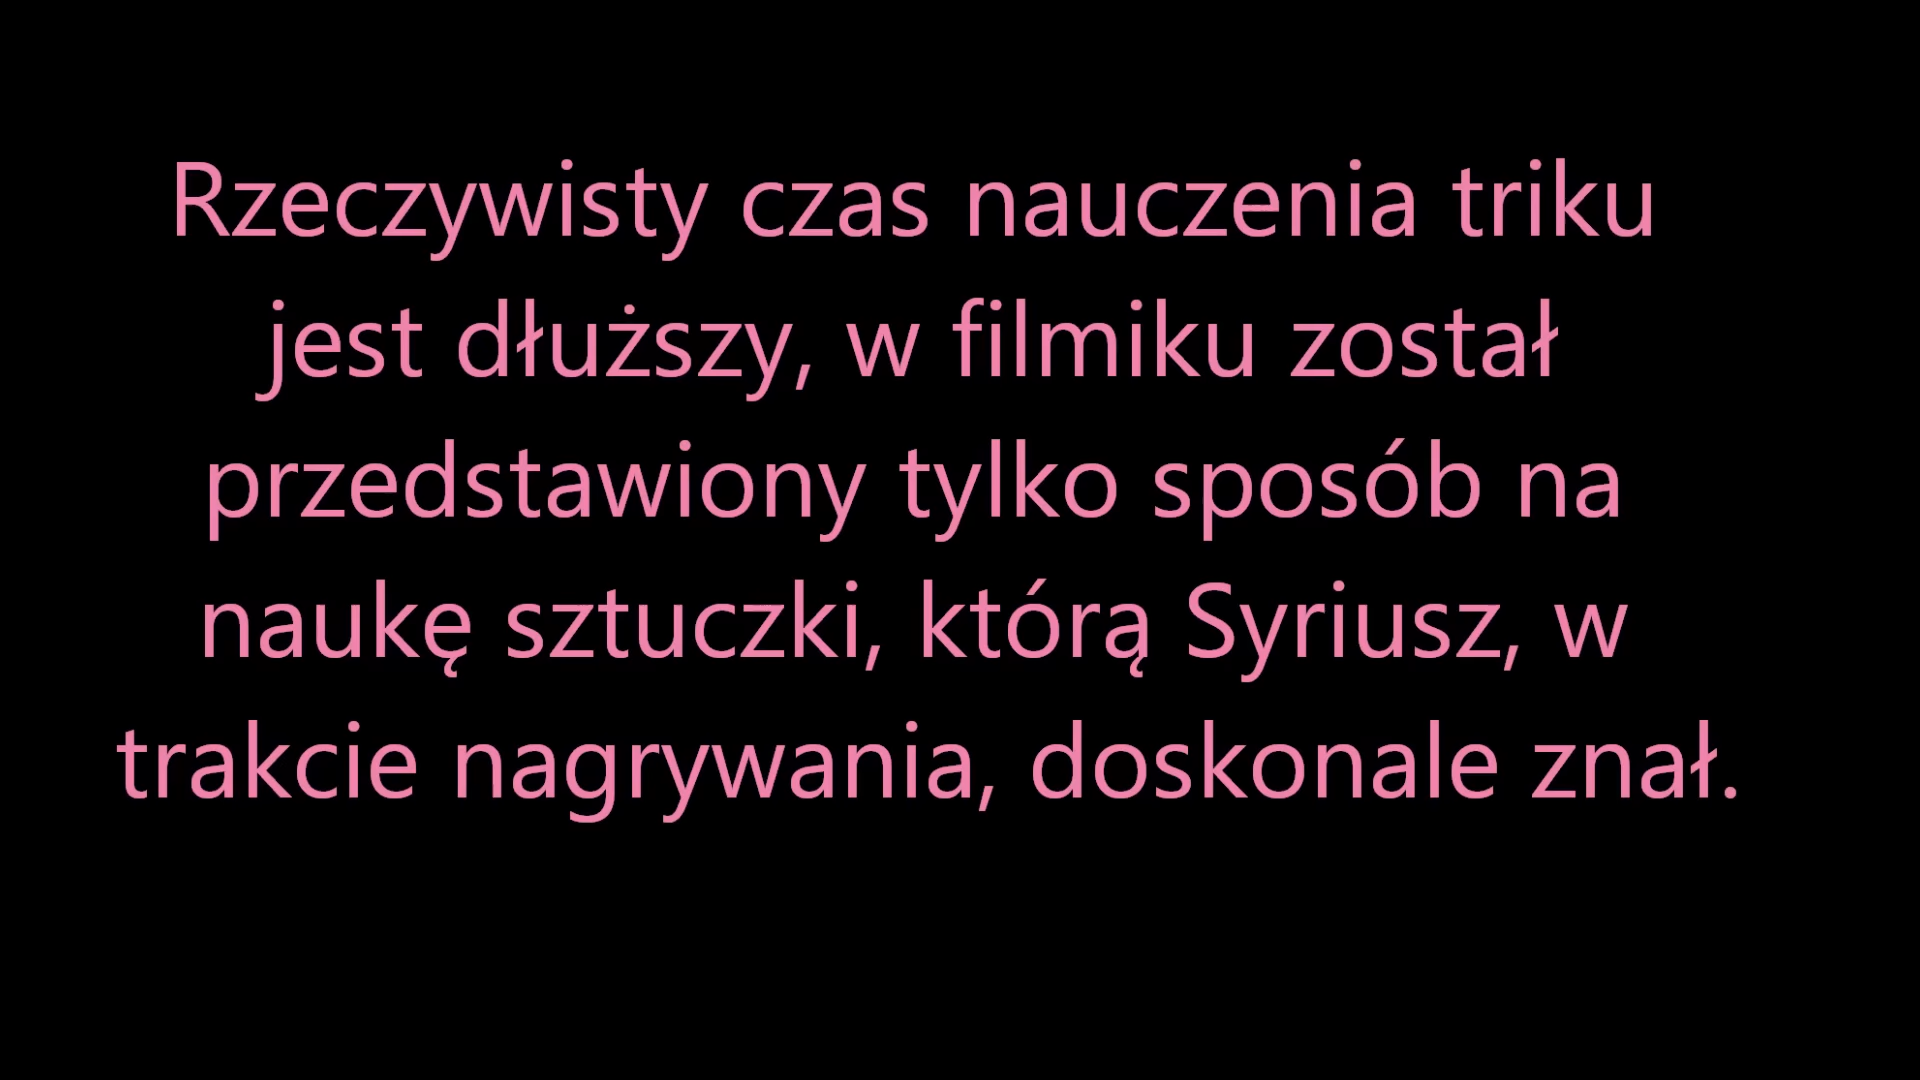 Rzeczywisty czas nauczenia triku
jest dłuższy, w filmiku został
przedstawiony tylko sposób na
naukę sztuczki, którą Syriusz, w
trakcie nagrywania, doskonale znał.